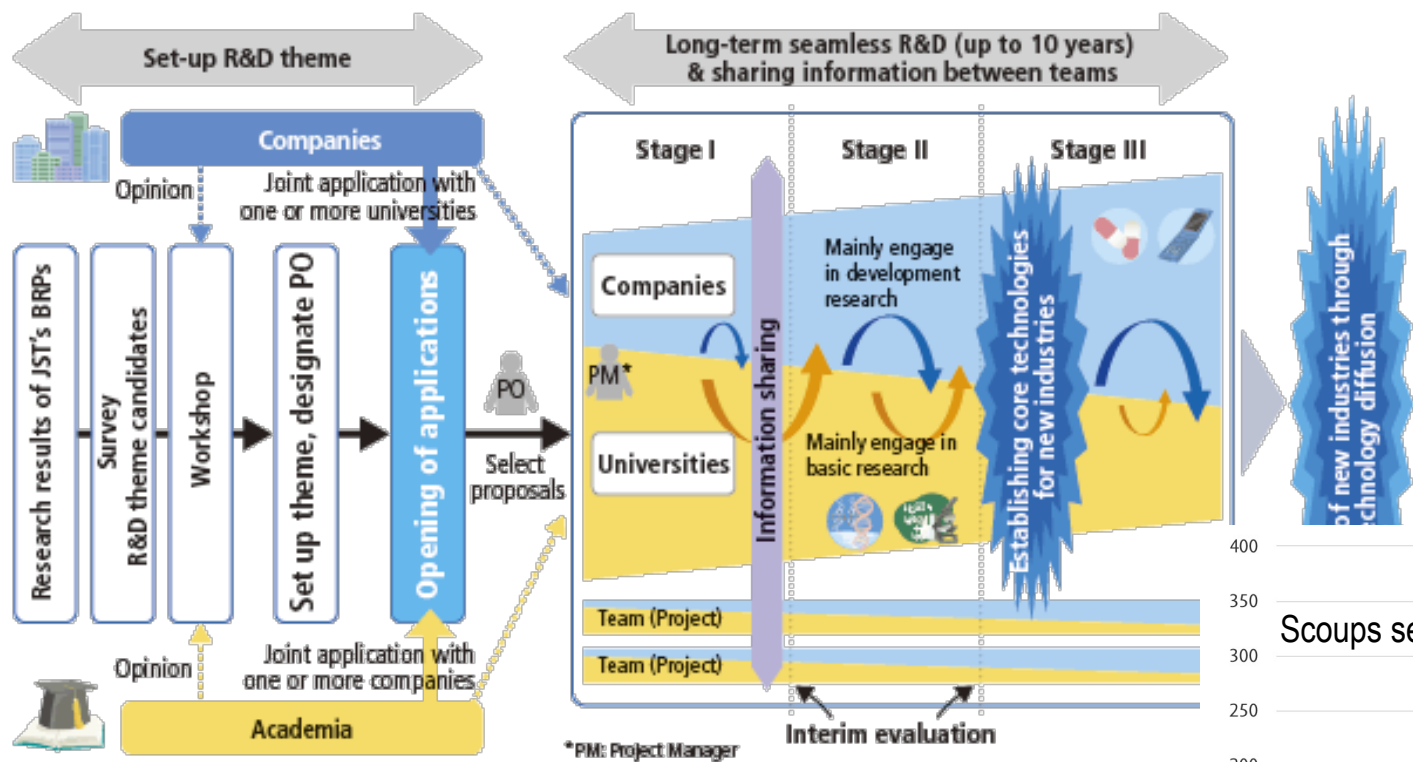 Set-up R&D theme
Long-term seamless R&D (up to 10 years)
& sharing information between teams
Companies
Opinion
Joint application with
one or more universities
Research results of JST's BRPs
Survey
R&D theme candidates
Workshop
Set up theme, designate PO
Opening of applications
PO
Select
proposals
Opinion
Joint application with
one or more companies
Academia
Stage I
Stage II
Stage III
Companies
PM*
Universities
Information sharing
Mainly engage
in development
research
Mainly engage in
basic research
Establishing core technologies
for new industries
Team (Project)
Team (Project)
Interim evaluation
*PM: Project Manager
of new industries through
chnology diffusion
400
350
Scoups se
300
250